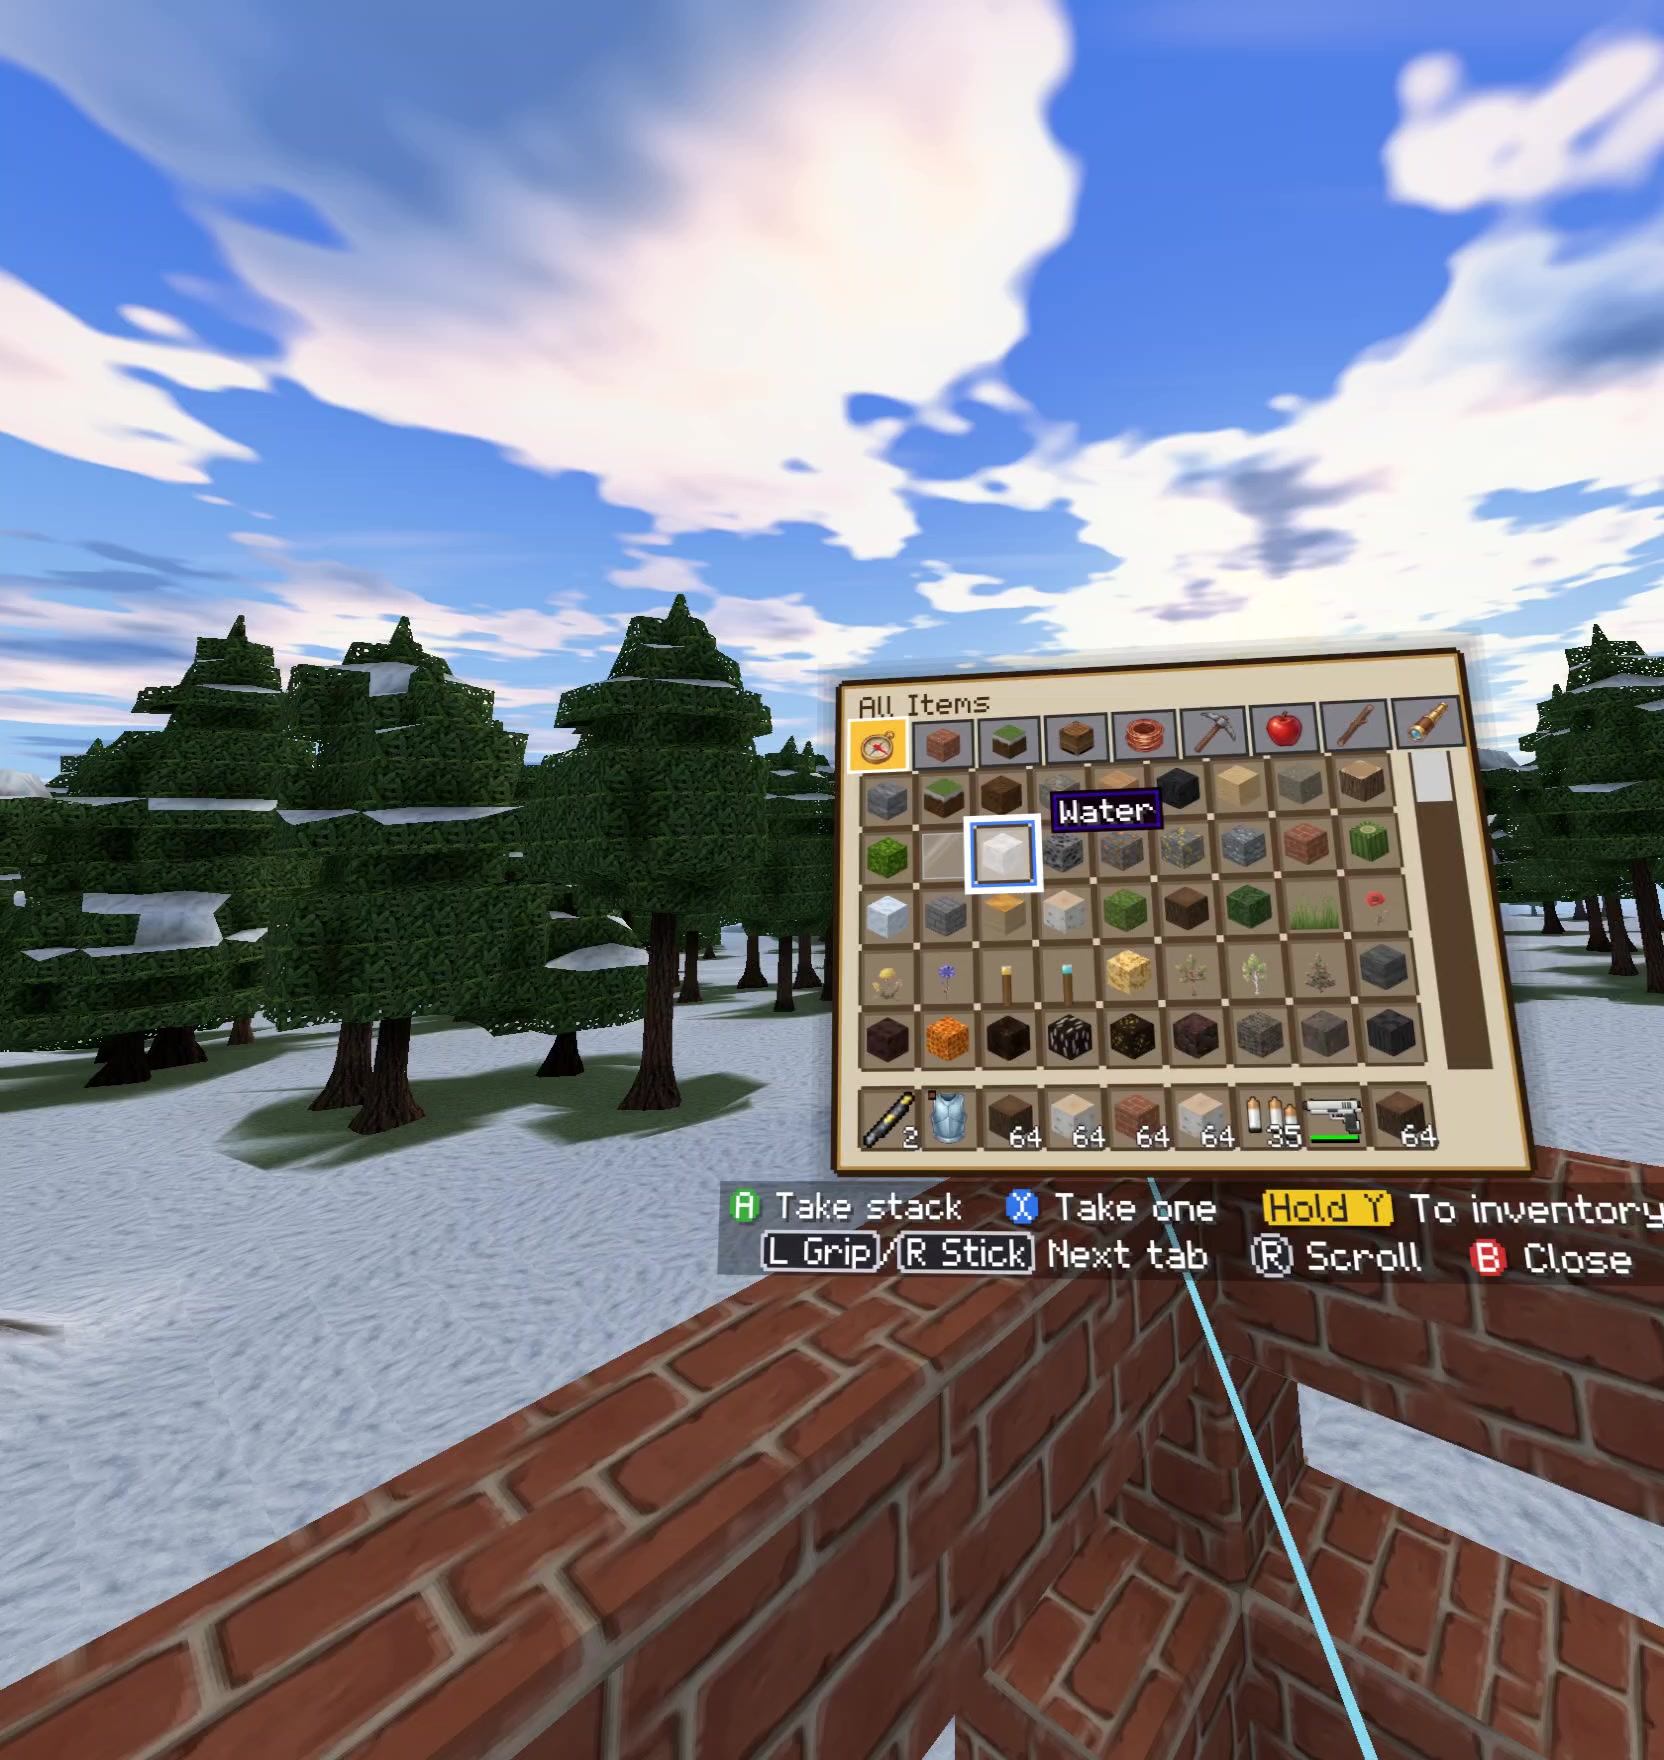 All Items
Water
2 64 64 64 64 35 64
A Take stack X Take one Hold Y To inventory
L Grip/R Stick Next tab R Scroll B Close